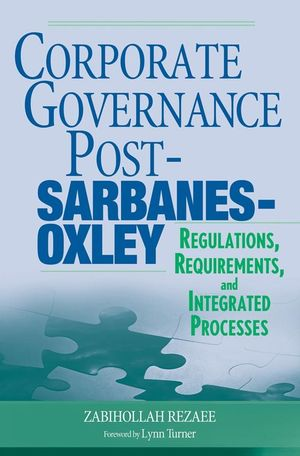 CORPORATE
GOVERNANCE
POST-
SARBANES-
OXLEY
REGULATIONS,
REQUIREMENTS,
and
INTEGRATED
PROCESSES
ZABIHOLLAH REZAEE
Foreword by Lynn Turner